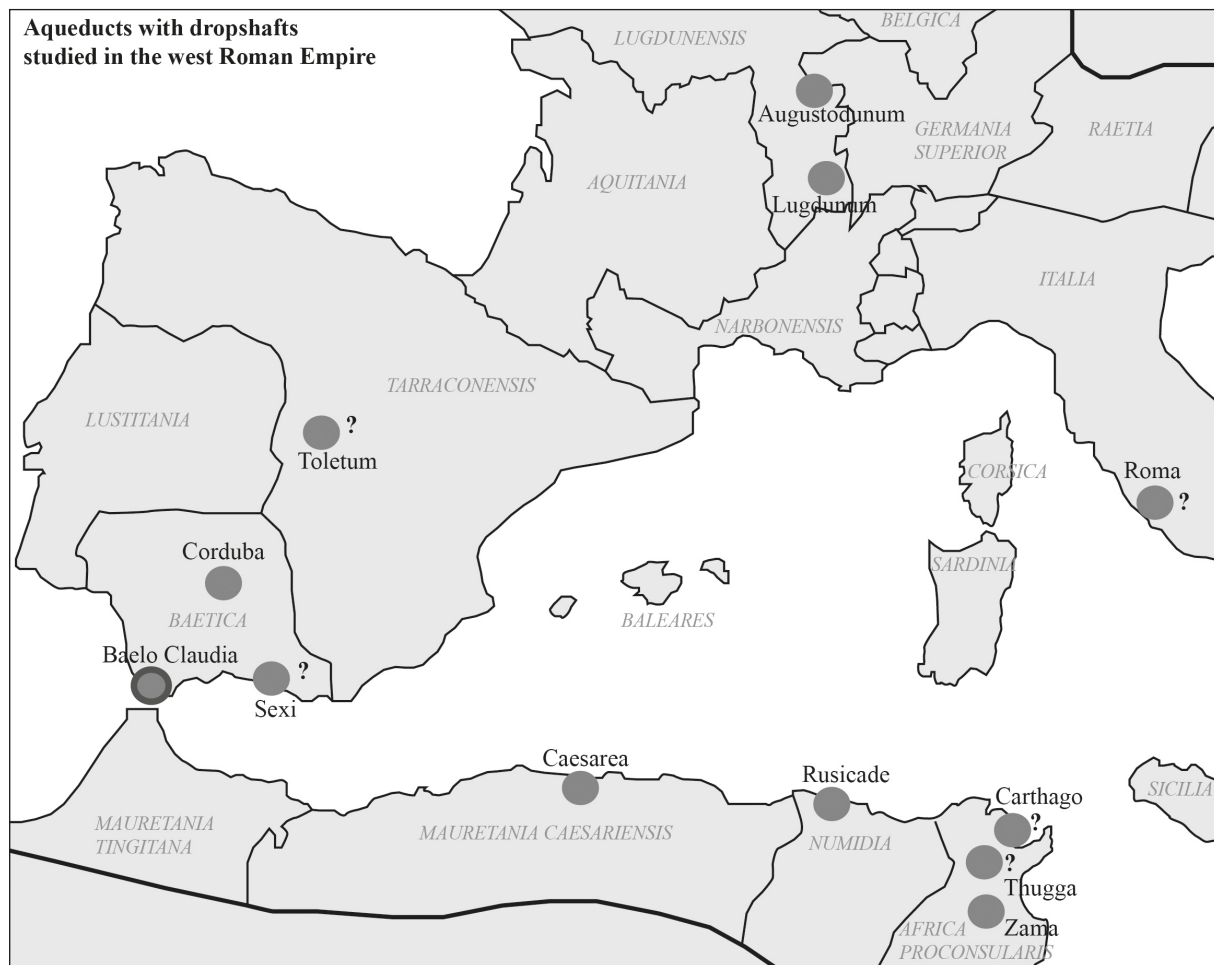 Aqueducts with dropshafts
studied in the west Roman Empire
LUGDUNENSIS
BELGICA
Augustodunum
GERMANIA
SUPERIOR
RAETIA
AQUITANIA
Lugdunum
ITALIA
NARBONENSIS
TARRACONENSIS
LUSTITANIA
?
Toletum
CORSICA
Roma
?
Corduba
SARDINIA
BAETICA
BALEARES
Baelo Claudia
?
Sexi
Caesarea
Rusicade
Carthago
?
SICILIA
MAURETANIA
TINGITANA
MAURETANIA CAESARIENSIS
NUMIDIA
?
Thugga
Zama
AFRICA
PROCONSULARIS